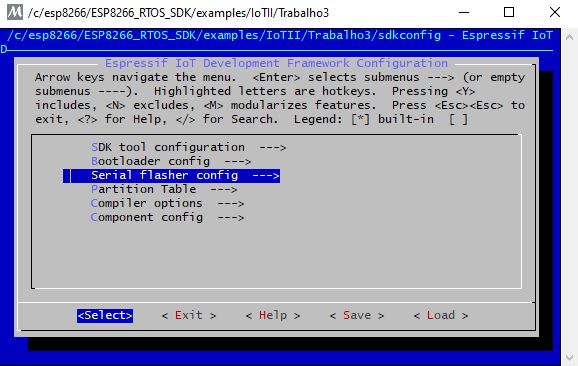 /c/esp8266/ESP8266_RTOS_SDK/examples/IoTII/Trabalho3
/c/esp8266/ESP8266_RTOS_SDK/examples/IoTII/Trabalho3/sdkconfig - Espressif IoT
D
Espressif IoT Development Framework Configuration
Arrow keys navigate the menu.  <Enter> selects submenus ---> (or empty
submenus ----).  Highlighted letters are hotkeys.  Pressing <Y>
includes, <N> excludes, <M> modularizes features.  Press <Esc><Esc> to
exit, <?> for Help, </> for Search.  Legend: [*] built-in  [ ]
SDK tool configuration  --->
Bootloader config  --->
Serial flasher config  --->
Partition Table  --->
Compiler options  --->
Component config  --->
<Select>    < Exit >    < Help >    < Save >    < Load >